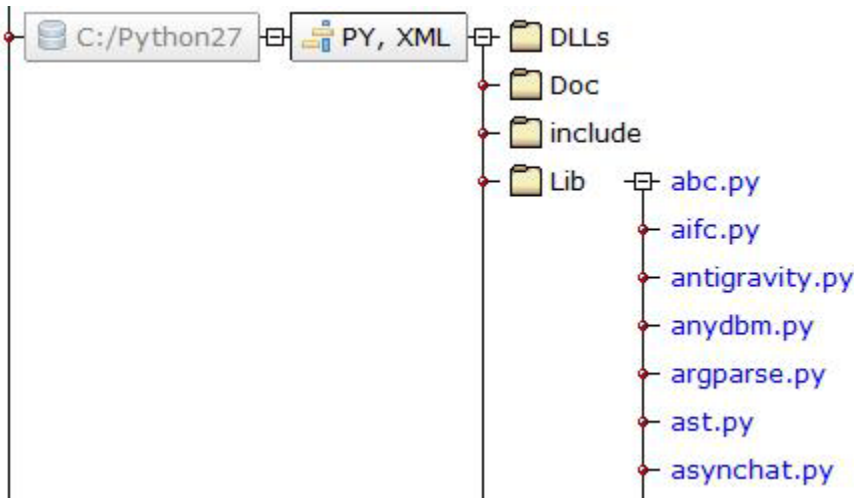 C:/Python27 PY, XML DLLs
Doc
include
Lib abc.py
aifc.py
antigravity.py
anydbm.py
argparse.py
ast.py
asynchat.py